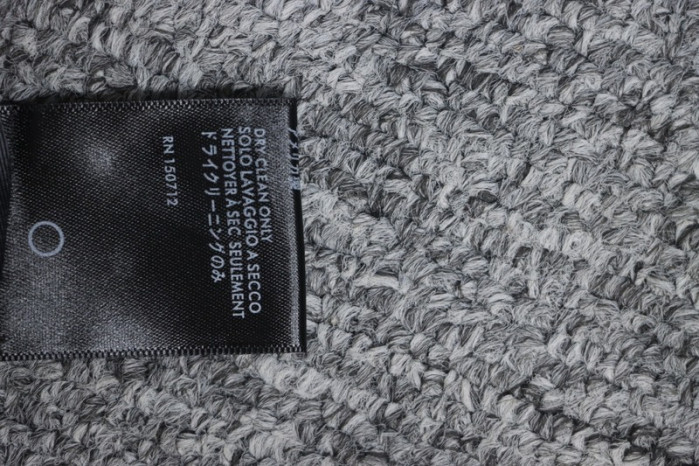 DRY CLEAN ONLY
SOLO LAVAGGIO A SECCO
NETTOYER À SEC SEULEMENT
ドライクリーニングのみ
RN 150712